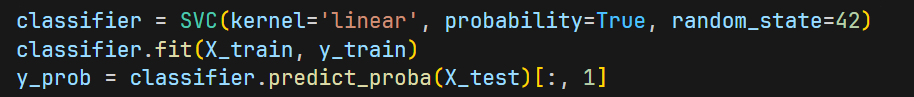 classifier = SVC(kernel='linear', probability=True, random_state=42)
classifier.fit(X_train, y_train)
y_prob = classifier.predict_proba(X_test)[:, 1]